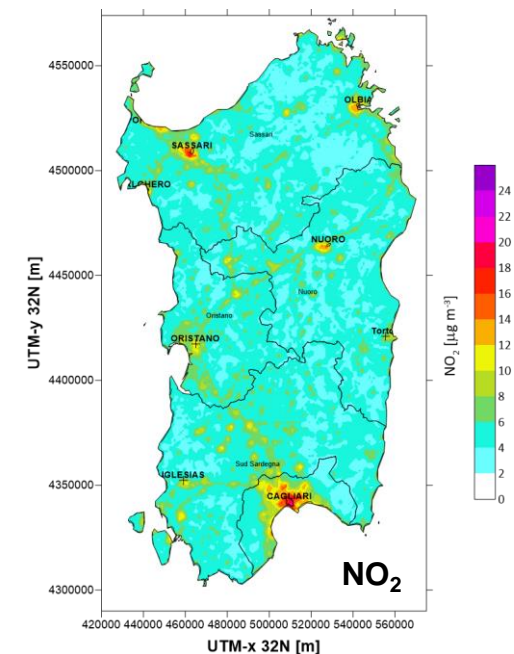 4550000
OLBIA
Sassari
SASSARI
4500000
NUORO
24
22
20
18
16
14
12
10
8
6
4
2
0
NO₂ [µg m⁻³]
4450000
UTM-y 32N [m]
Nuoro
Oristano
ORISTANO
4400000
Sud Sardegna
IGLESIAS
4350000
CAGLIARI
NO₂
4300000
420000 440000 460000 480000 500000 520000 540000 560000
UTM-x 32N [m]